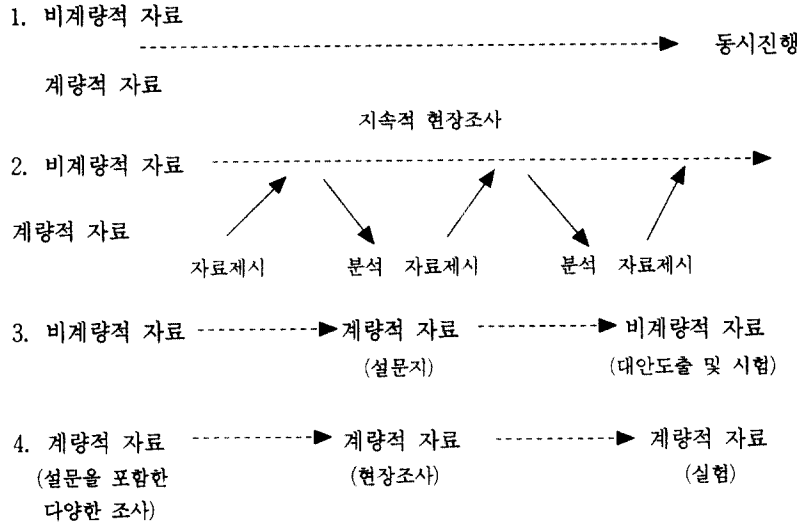 1. 비계량적 자료
동시진행
계량적 자료
지속적 현장조사
2. 비계량적 자료
계량적 자료
자료제시 분석 자료제시 분석 자료제시
3. 비계량적 자료 계량적 자료 비계량적 자료
(설문지) (대안도출 및 시험)
4. 계량적 자료 계량적 자료 계량적 자료
(설문을 포함한 (현장조사) (실험)
다양한 조사)